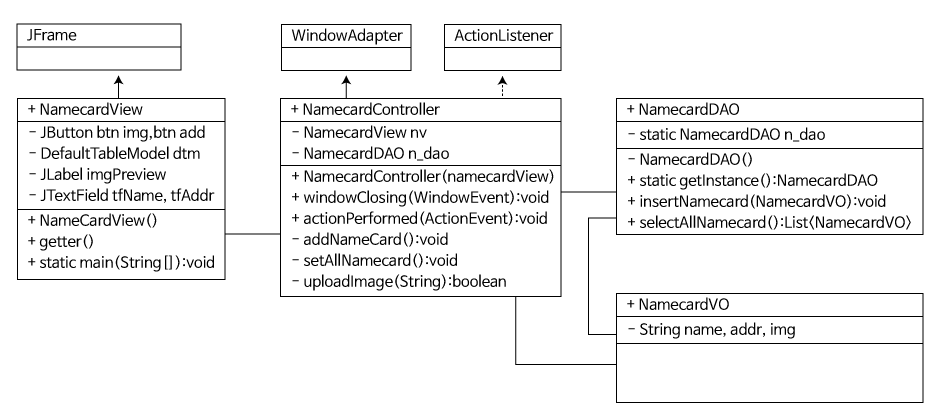 JFrame
WindowAdapter
ActionListener
+ NamecardView
- JButton btn img,btn add
- DefaultTableModel dtm
- JLabel imgPreview
- JTextField tfName, tfAddr
+ NameCardView()
+ getter()
+ static main(String[]):void
+ NamecardController
- NamecardView nv
- NamecardDAO n_dao
+ NamecardController(namecardView)
+ windowClosing(WindowEvent):void
+ actionPerformed(ActionEvent):void
- addNameCard():void
- setAllNamecard():void
- uploadImage(String):boolean
+ NamecardDAO
- static NamecardDAO n_dao
- NamecardDAO()
+ static getInstance():NamecardDAO
+ insertNamecard(NamecardVO):void
+ selectAllNamecard():List〈NamecardVO〉
+ NamecardVO
- String name, addr, img